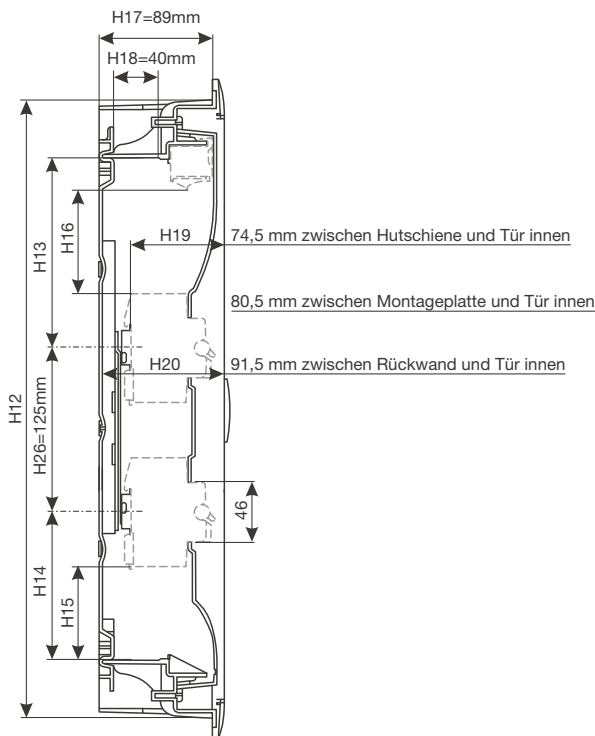 H17=89mm
H18=40mm
H16
H13
H19
74,5 mm zwischen Hutschiene und Tür innen
80,5 mm zwischen Montageplatte und Tür innen
H20
91,5 mm zwischen Rückwand und Tür innen
H12
H26=125mm
46
H14
H15